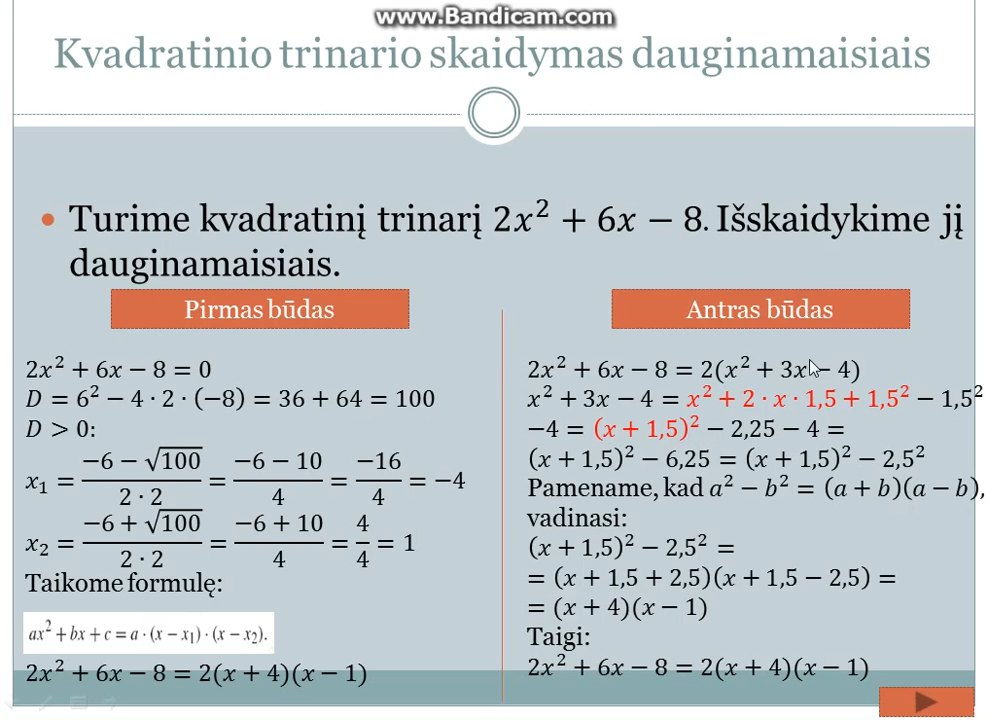 www.Bandicam.com
Kvadratinio trinario skaidymas dauginamaisiais
• Turime kvadratinį trinarį 2x² + 6x − 8. Išskaidykime jį
dauginamaisiais.
Pirmas būdas
2x² + 6x − 8 = 0
D = 6² − 4 · 2 · (−8) = 36 + 64 = 100
D > 0:
x₁ = (−6 − √100)/(2 · 2) = (−6 − 10)/4 = −16/4 = −4
x₂ = (−6 + √100)/(2 · 2) = (−6 + 10)/4 = 4/4 = 1
Taikome formulę:
ax² + bx + c = a · (x − x₁) · (x − x₂).
2x² + 6x − 8 = 2(x + 4)(x − 1)
Antras būdas
2x² + 6x − 8 = 2(x² + 3x − 4)
x² + 3x − 4 = x² + 2 · x · 1,5 + 1,5² − 1,5²
−4 = (x + 1,5)² − 2,25 − 4 =
(x + 1,5)² − 6,25 = (x + 1,5)² − 2,5²
Pamename, kad a² − b² = (a + b)(a − b),
vadinasi:
(x + 1,5)² − 2,5² =
= (x + 1,5 + 2,5)(x + 1,5 − 2,5) =
= (x + 4)(x − 1)
Taigi:
2x² + 6x − 8 = 2(x + 4)(x − 1)